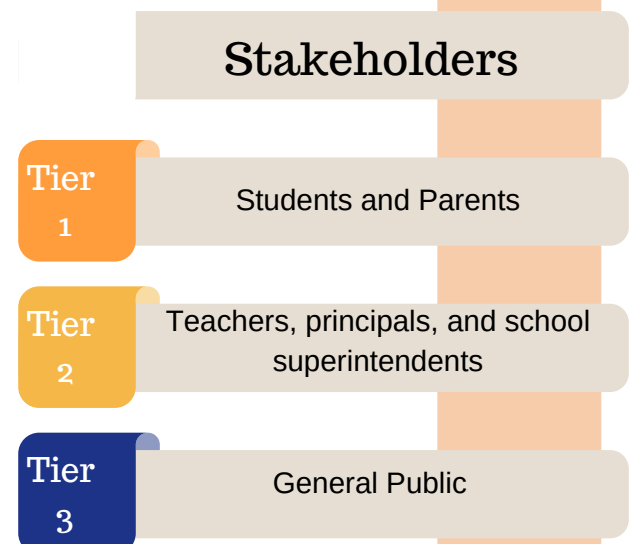 Stakeholders
Tier
1
Students and Parents
Tier
2
Teachers, principals, and school
superintendents
Tier
3
General Public